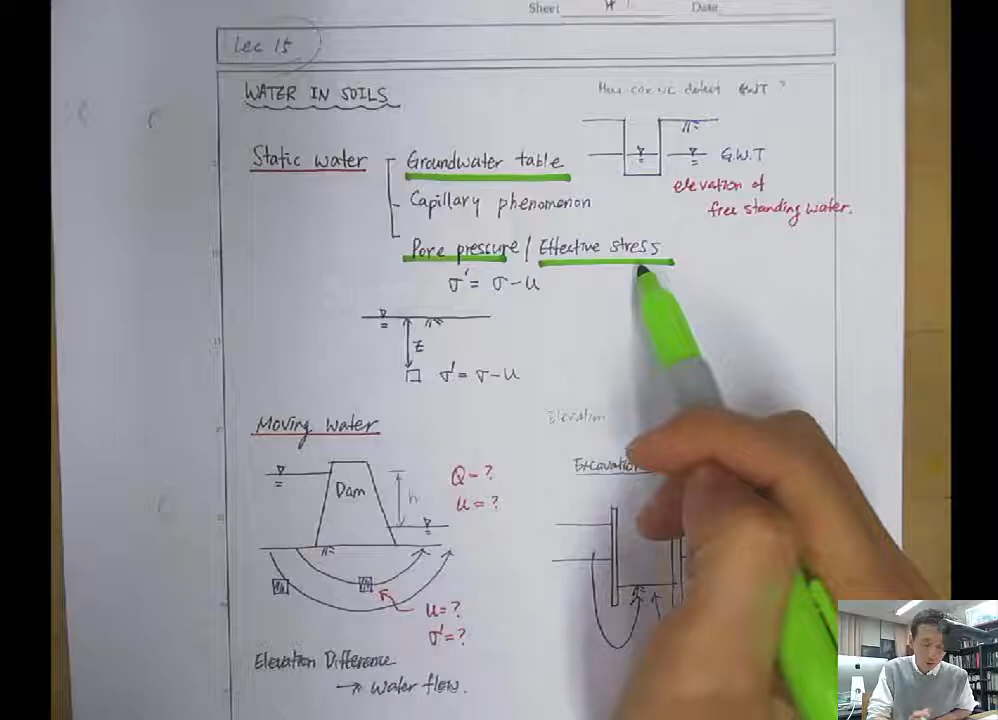 Sheet
Date
Lec 15
WATER IN SOILS
How can we detect GWT ?
Static water
Groundwater table
G.W.T
elevation of
free standing water.
Capillary phenomenon
Pore pressure / Effective stress
σ' = σ - u
z
σ' = σ - u
Moving water
Elevation
Dam
h
Q = ?
u = ?
Excavation
u = ?
σ' = ?
Elevation Difference
→ water flow.